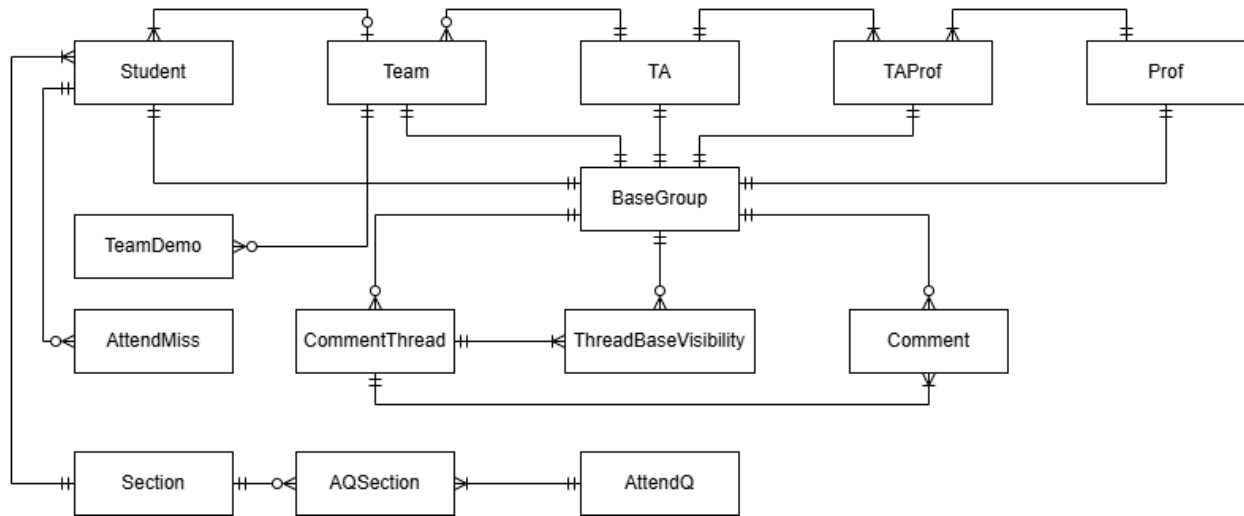 Student
Team
TA
TAProf
Prof
BaseGroup
TeamDemo
AttendMiss
CommentThread
ThreadBaseVisibility
Comment
Section
AQSection
AttendQ